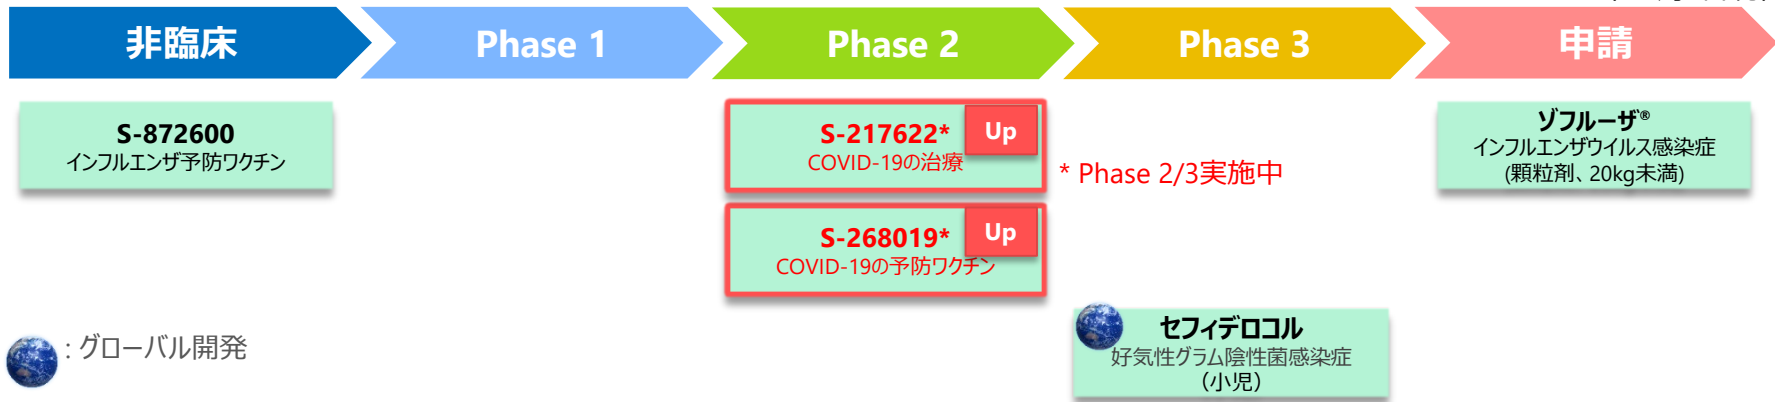 非臨床
Phase 1
Phase 2
Phase 3
申請
S-872600
インフルエンザ予防ワクチン
S-217622*
Up
COVID-19の治療
* Phase 2/3実施中
S-268019*
Up
COVID-19の予防ワクチン
ゾフルーザ®
インフルエンザウイルス感染症
(顆粒剤、20kg未満)
セフィデロコル
好気性グラム陰性菌感染症
(小児)
: グローバル開発